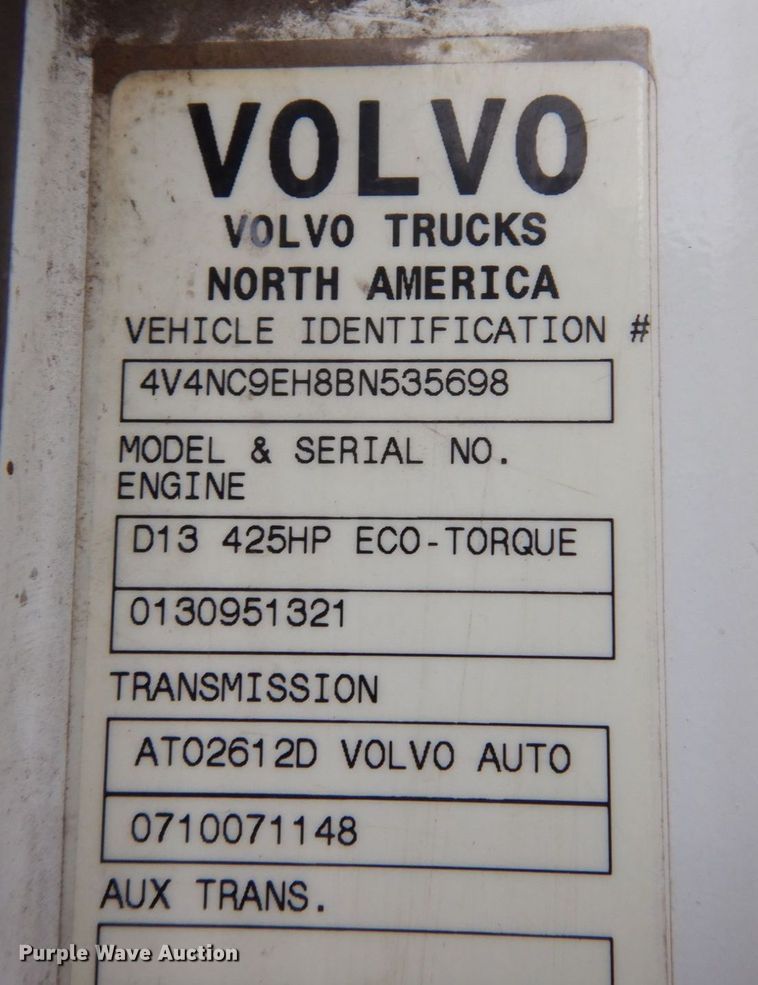 VOLVO
VOLVO TRUCKS
NORTH AMERICA
VEHICLE IDENTIFICATION #
4V4NC9EH8BN535698
MODEL & SERIAL NO.
ENGINE
D13 425HP ECO-TORQUE
0130951321
TRANSMISSION
ATO2612D VOLVO AUTO
0710071148
AUX TRANS.
Purple Wave Auction